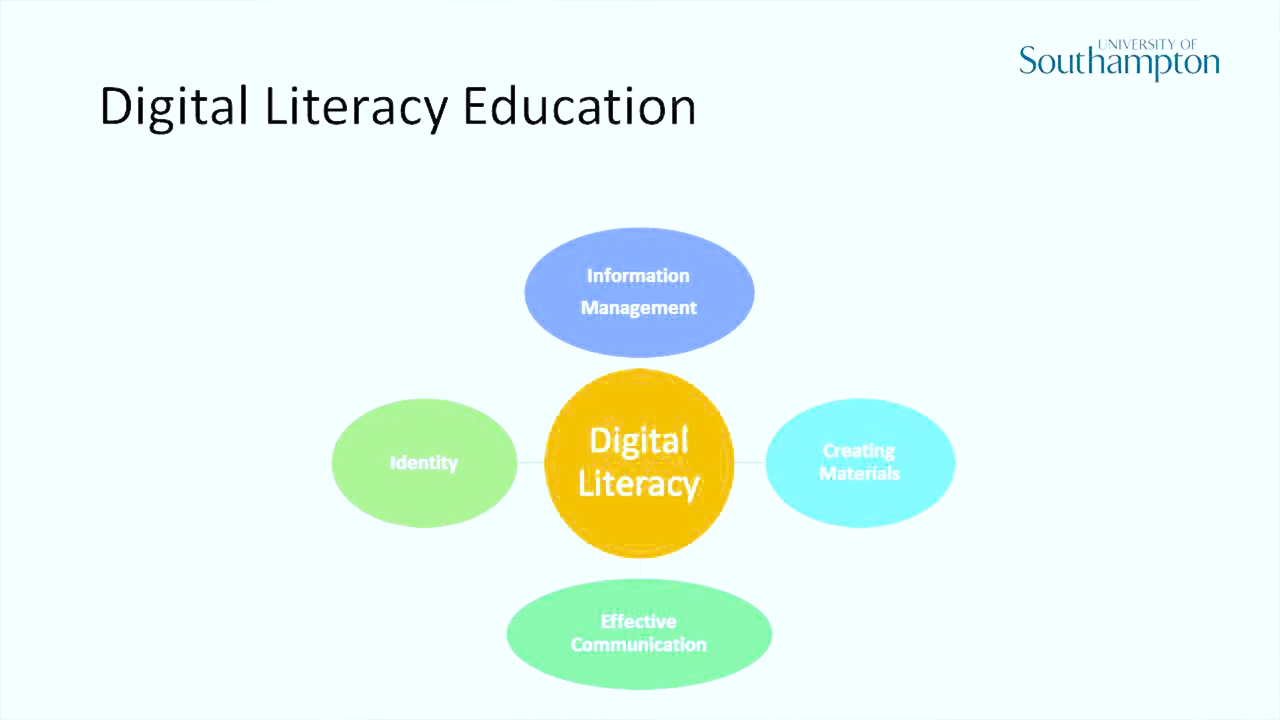 UNIVERSITY OF
Southampton
Digital Literacy Education
Information
Management
Identity
Digital
Literacy
Creating
Materials
Effective
Communication